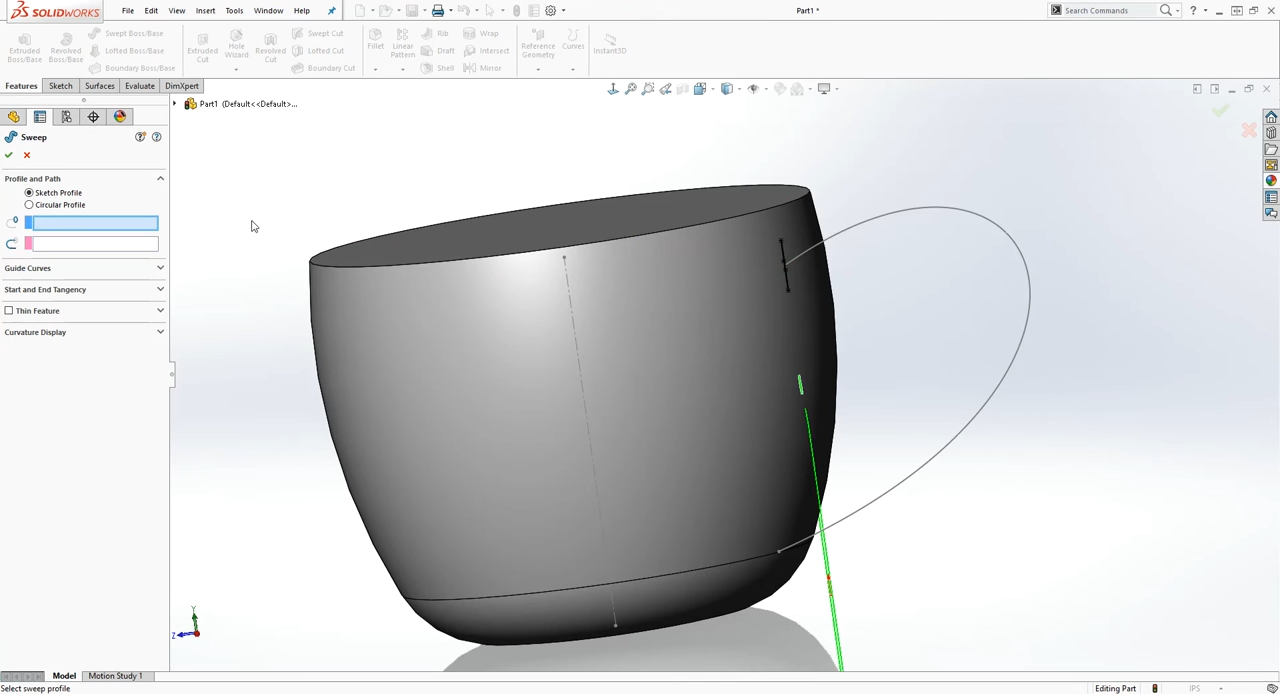 SOLIDWORKS
File Edit View Insert Tools Window Help
Part1 *
Search Commands
Extruded Boss/Base
Revolved Boss/Base
Swept Boss/Base
Lofted Boss/Base
Boundary Boss/Base
Extruded Cut
Hole Wizard
Revolved Cut
Swept Cut
Lofted Cut
Boundary Cut
Fillet
Linear Pattern
Rib
Draft
Shell
Wrap
Intersect
Mirror
Reference Geometry
Curves
Instant3D
Features Sketch Surfaces Evaluate DimXpert
Part1 (Default<<Default>...
Sweep
Profile and Path
Sketch Profile
Circular Profile
Guide Curves
Start and End Tangency
Thin Feature
Curvature Display
Y
Z
Model Motion Study 1
Select sweep profile
Editing Part
IPS